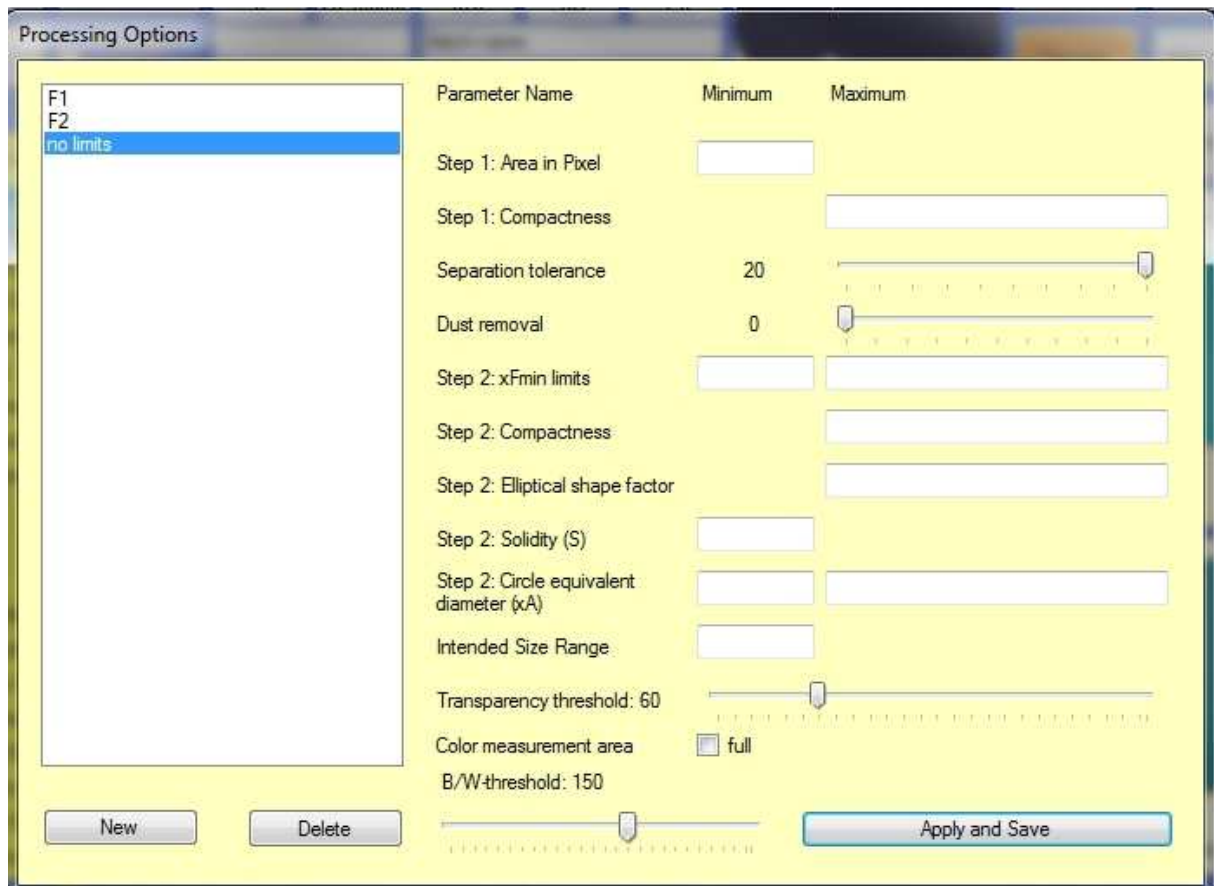 Processing Options
F1
F2
no limits
Parameter Name Minimum Maximum
Step 1: Area in Pixel
Step 1: Compactness
Separation tolerance 20
Dust removal 0
Step 2: xFmin limits
Step 2: Compactness
Step 2: Elliptical shape factor
Step 2: Solidity (S)
Step 2: Circle equivalent
diameter (xA)
Intended Size Range
Transparency threshold: 60
Color measurement area full
B/W-threshold: 150
New Delete Apply and Save